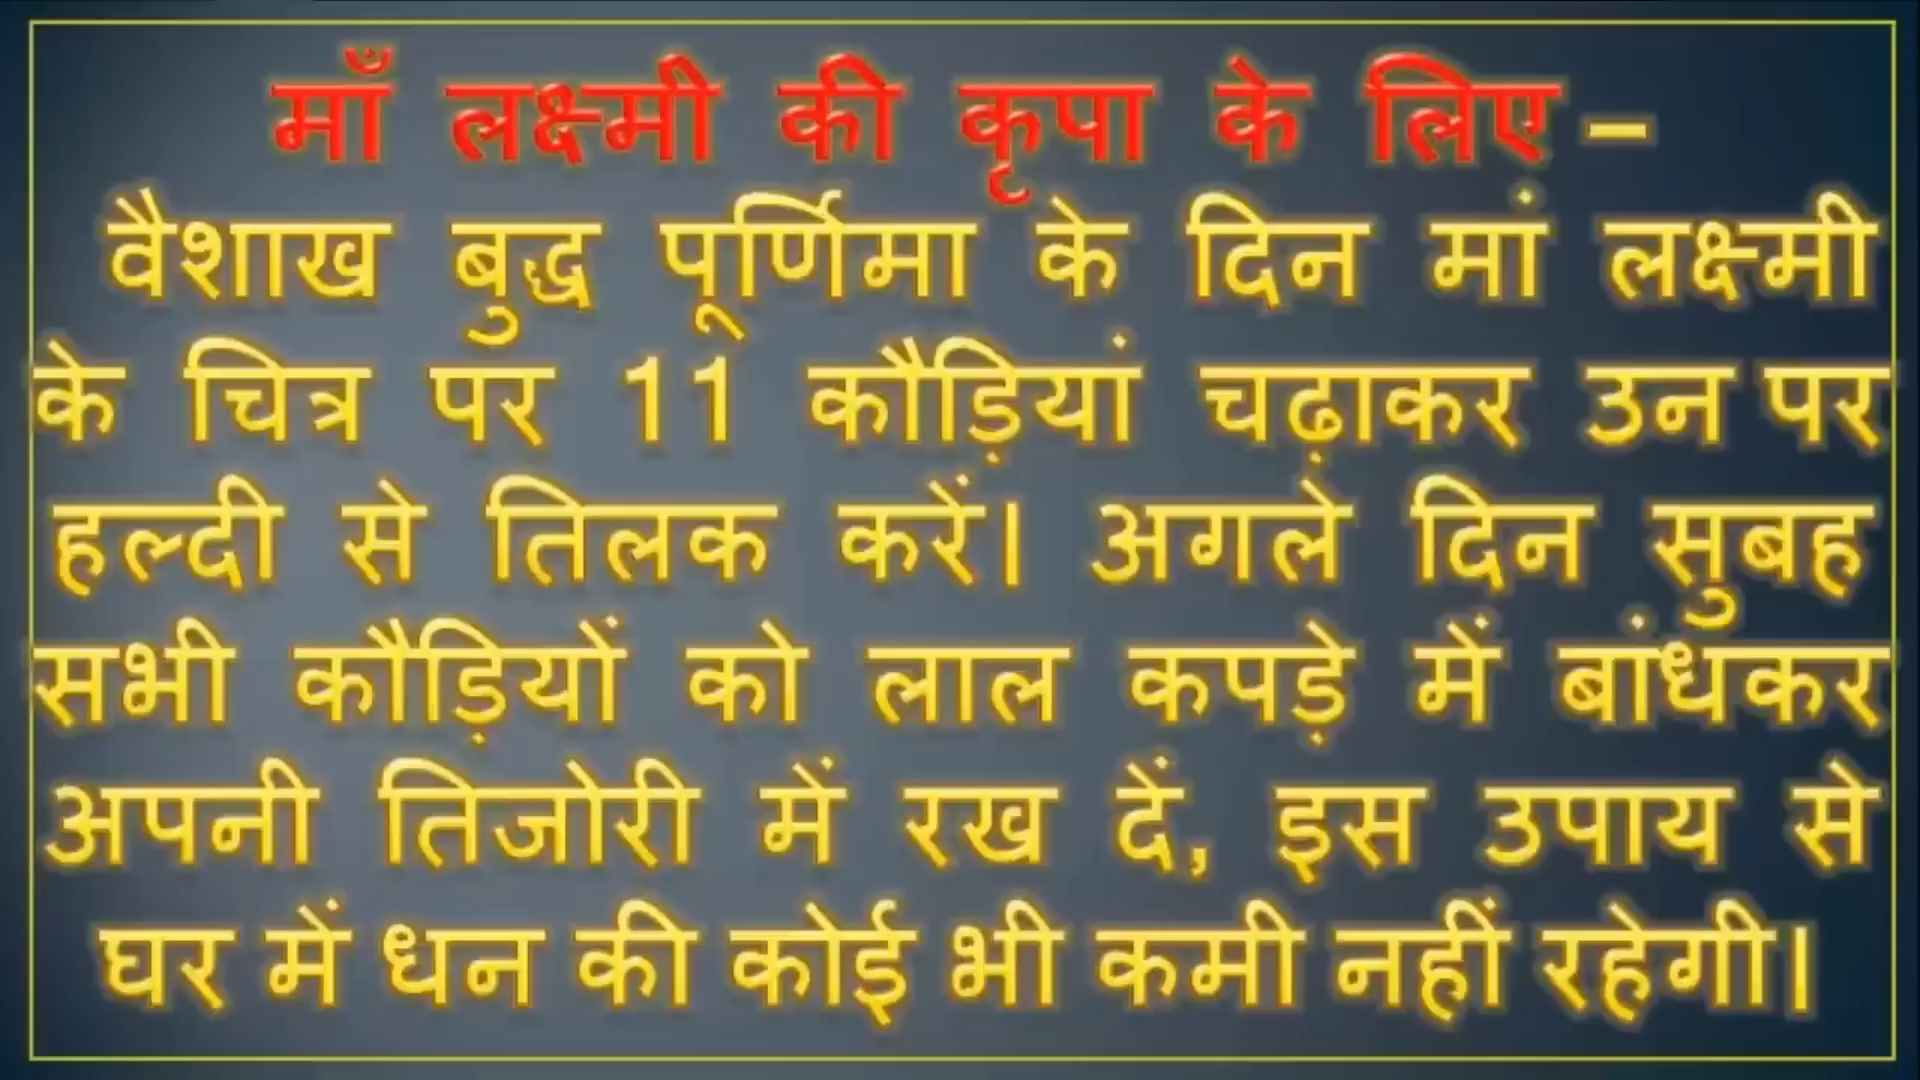 माँ लक्ष्मी की कृपा के लिए –
वैशाख बुद्ध पूर्णिमा के दिन मां लक्ष्मी
के चित्र पर 11 कौड़ियां चढ़ाकर उन पर
हल्दी से तिलक करें। अगले दिन सुबह
सभी कौड़ियों को लाल कपड़े में बांधकर
अपनी तिजोरी में रख दें, इस उपाय से
घर में धन की कोई भी कमी नहीं रहेगी।